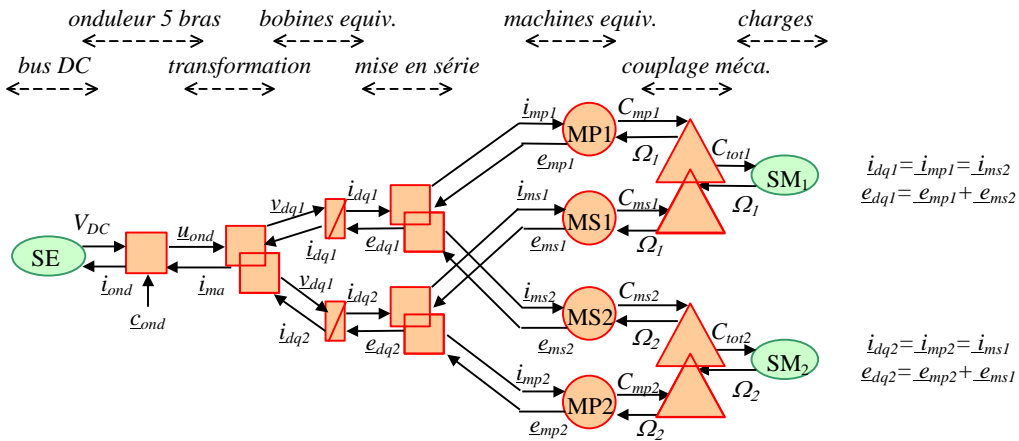 onduleur 5 bras
bobines equiv.
machines equiv.
charges
bus DC
transformation
mise en série
couplage méca.
i_mp1
MP1
C_mp1
e_mp1
Ω_1
C_tot1
SM_1
i_dq1 = i_mp1 = i_ms2
e_dq1 = e_mp1 + e_ms2
i_dq1
i_ms1
MS1
C_ms1
Ω_1
v_dq1
Ω_1
V_DC
u_ond
i_dq1
e_dq1
e_ms1
SE
i_ond
i_ma
v_dq1
i_dq2
i_ms2
MS2
C_ms2
c_ond
i_dq2
e_dq2
e_ms2
Ω_2
C_tot2
SM_2
i_dq2 = i_mp2 = i_ms1
e_dq2 = e_mp2 + e_ms1
i_mp2
MP2
C_mp2
Ω_2
e_mp2
Ω_2